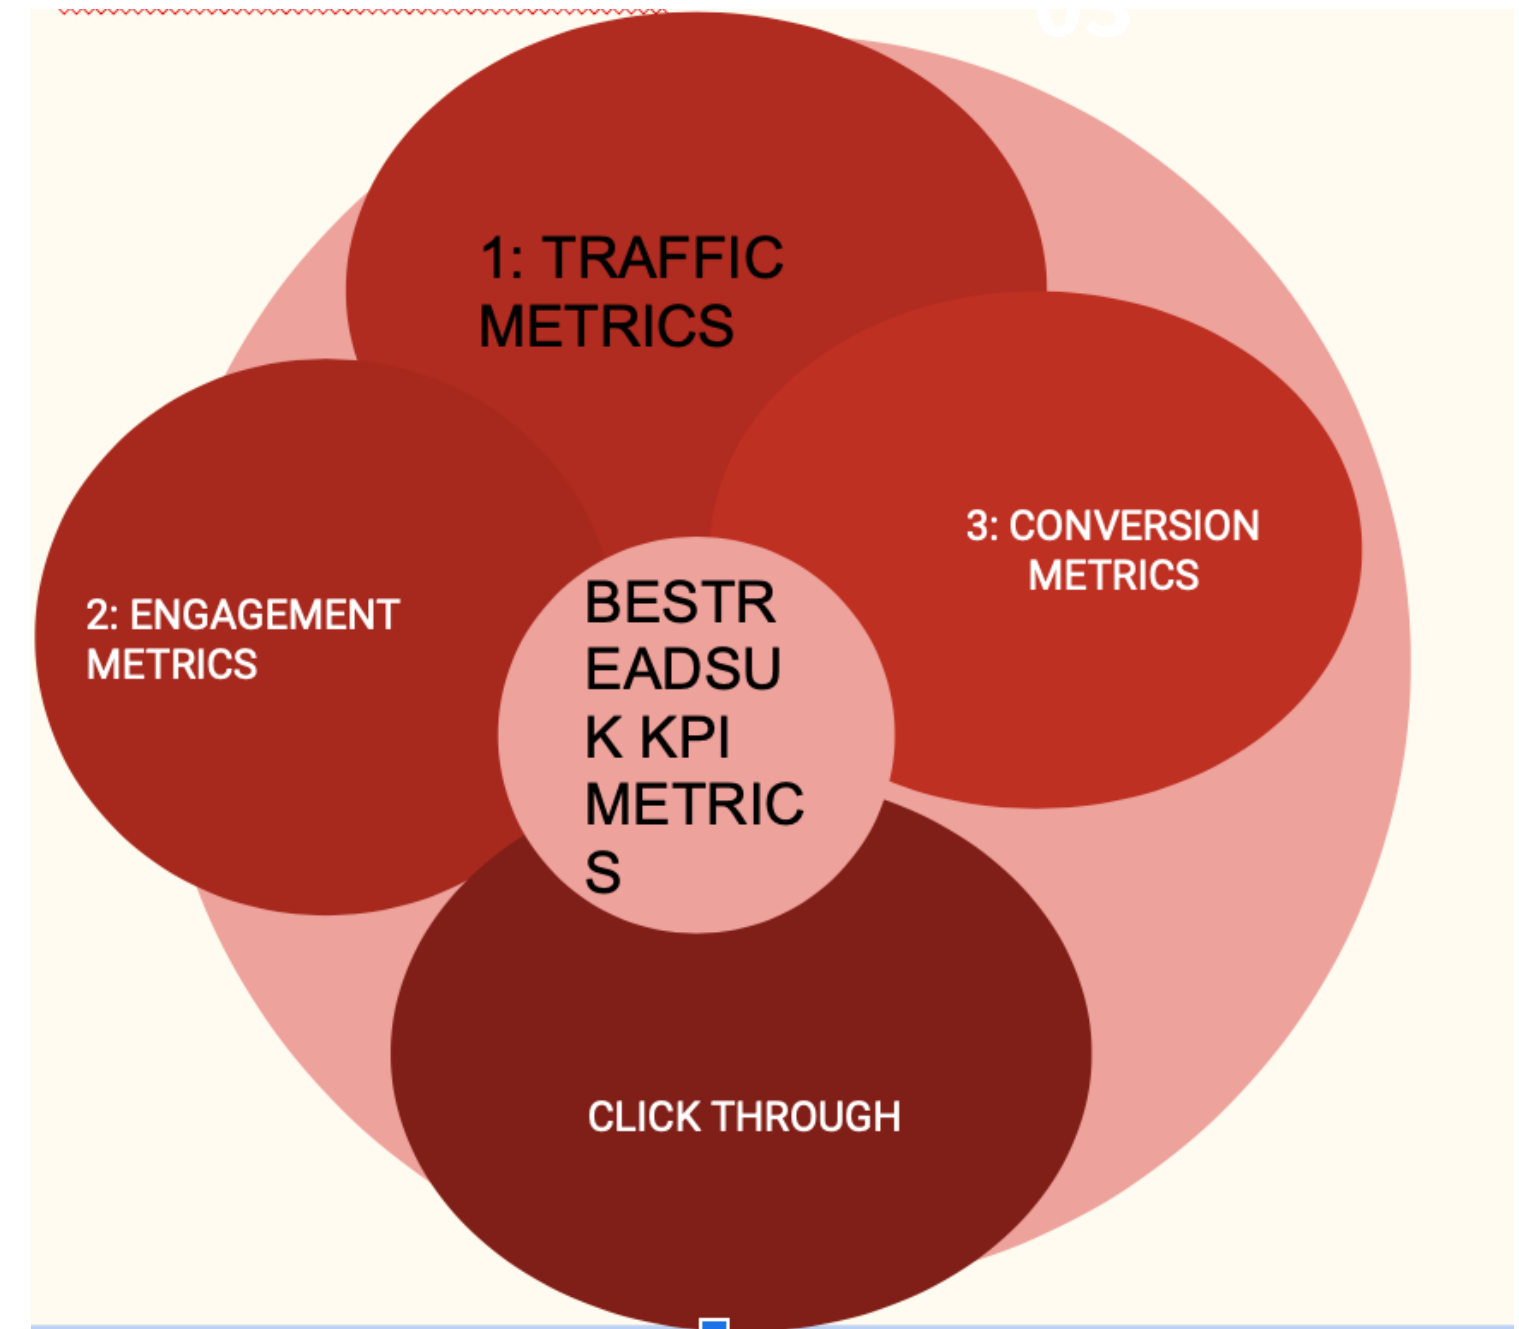 1: TRAFFIC
METRICS
3: CONVERSION
METRICS
2: ENGAGEMENT
METRICS
BESTR
EADSU
K KPI
METRIC
S
CLICK THROUGH